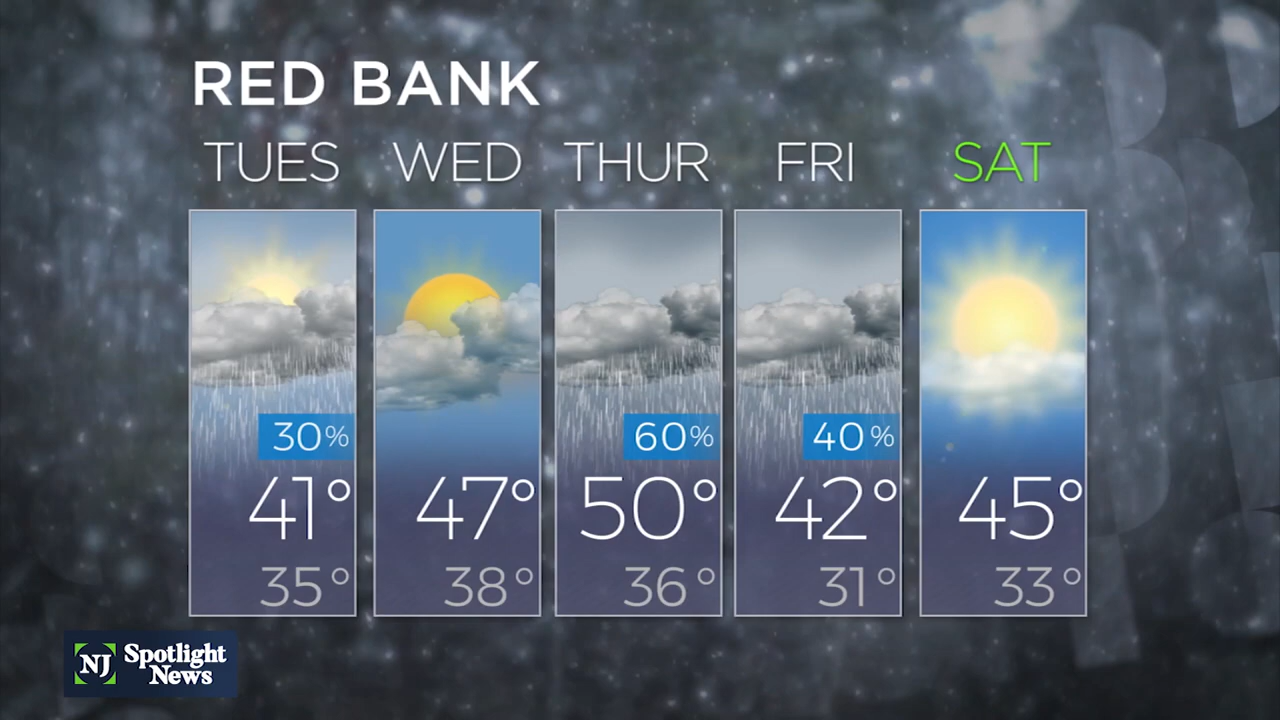 RED BANK
TUES WED THUR FRI SAT
30% 60% 40%
41° 47° 50° 42° 45°
35° 38° 36° 31° 33°
NJ Spotlight
News